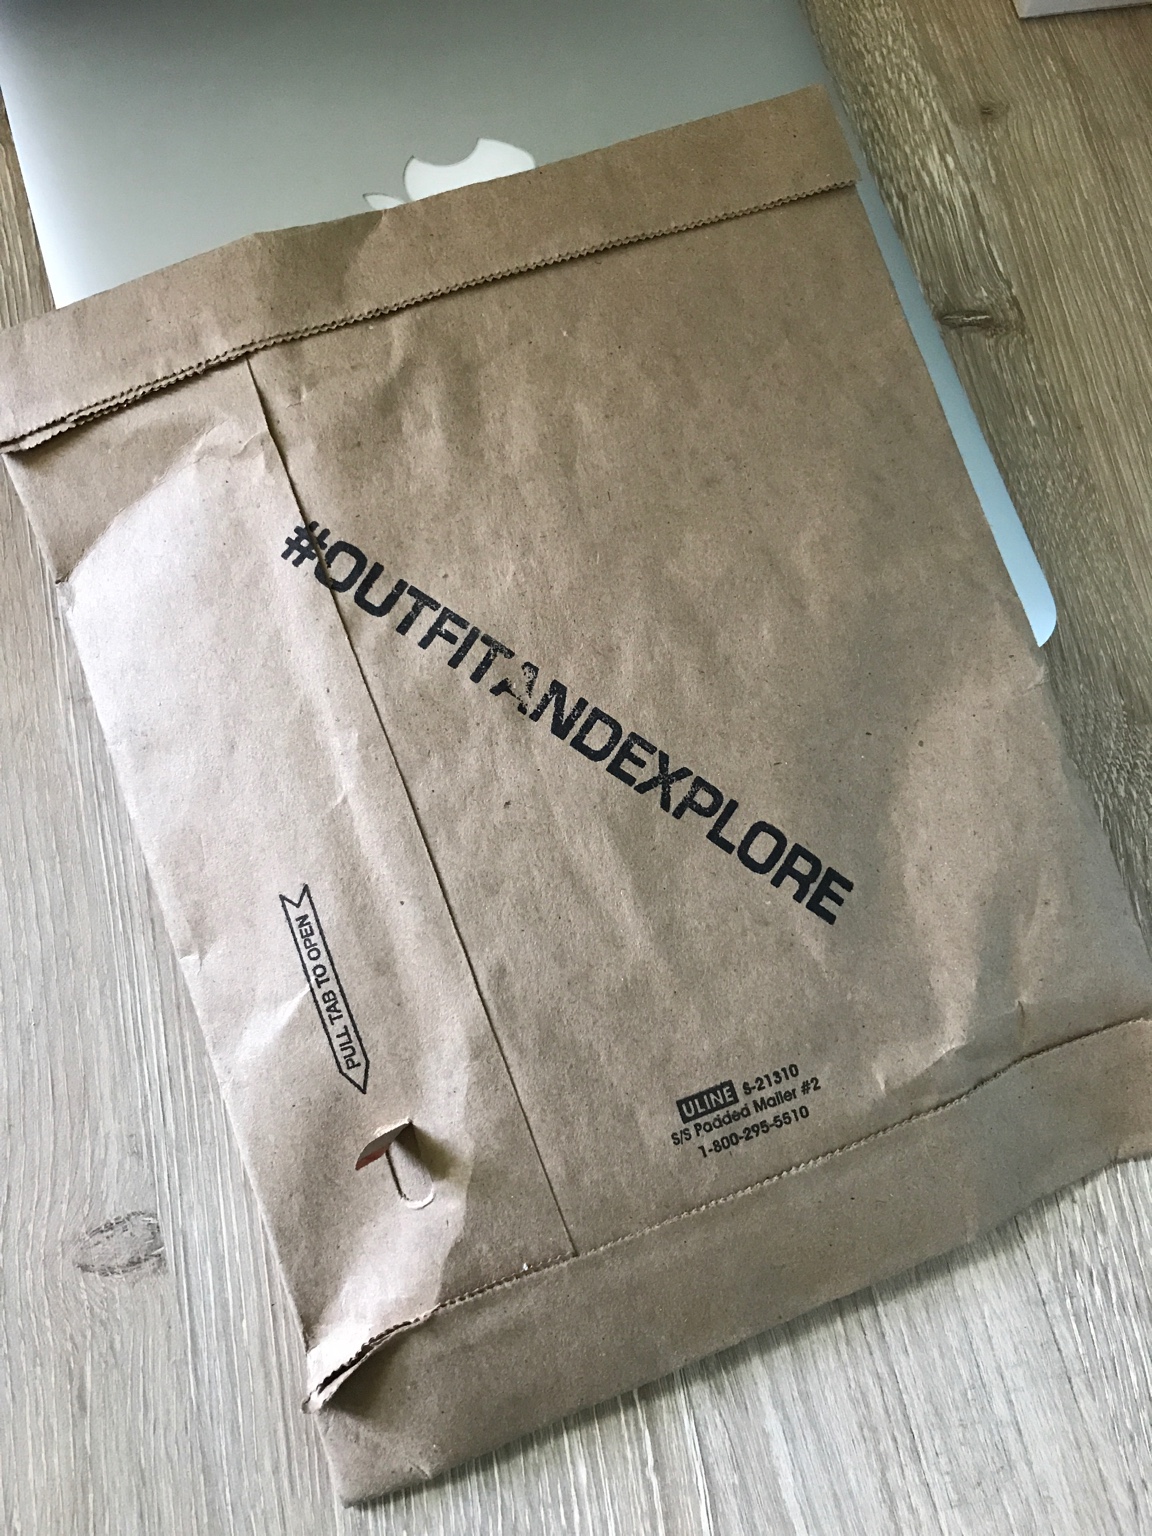 #OUTFITANDEXPLORE
PULL TAB TO OPEN
ULINE S-21310
S/S Padded Mailer #2
1-800-295-5510